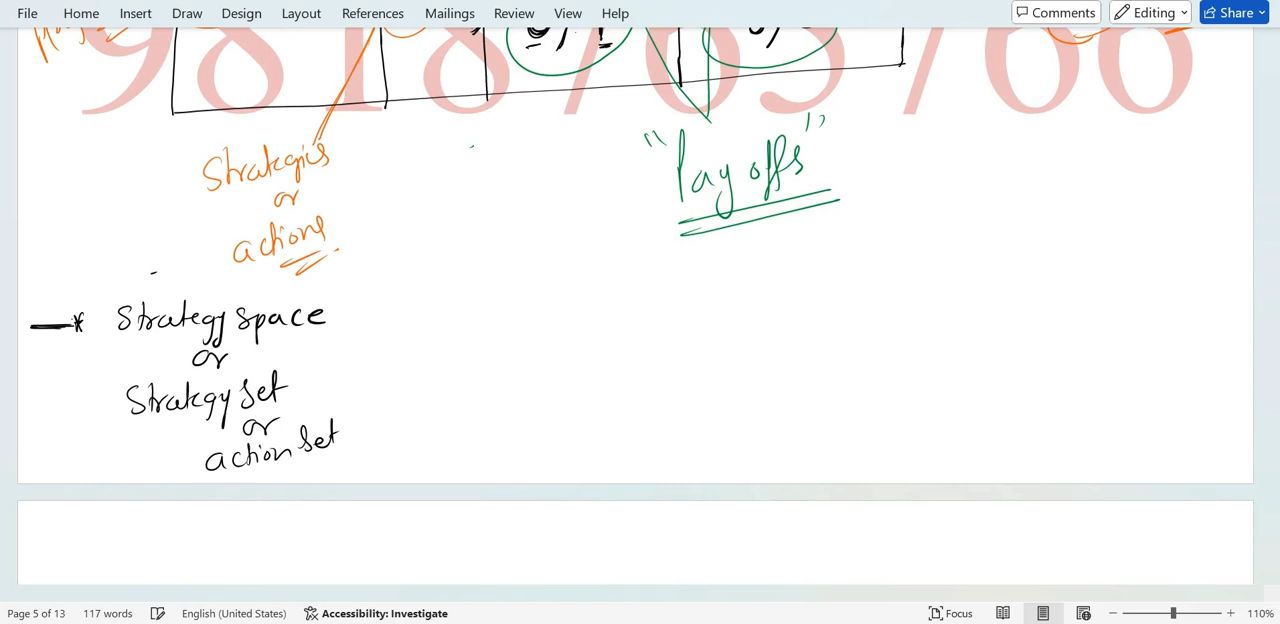 File Home Insert Draw Design Layout References Mailings Review View Help Comments Editing Share
Strategies
or
actions
"Pay offs"
* Strategy space
or
Strategy set
or
action set
Page 5 of 13 117 words English (United States) Accessibility: Investigate Focus 110%